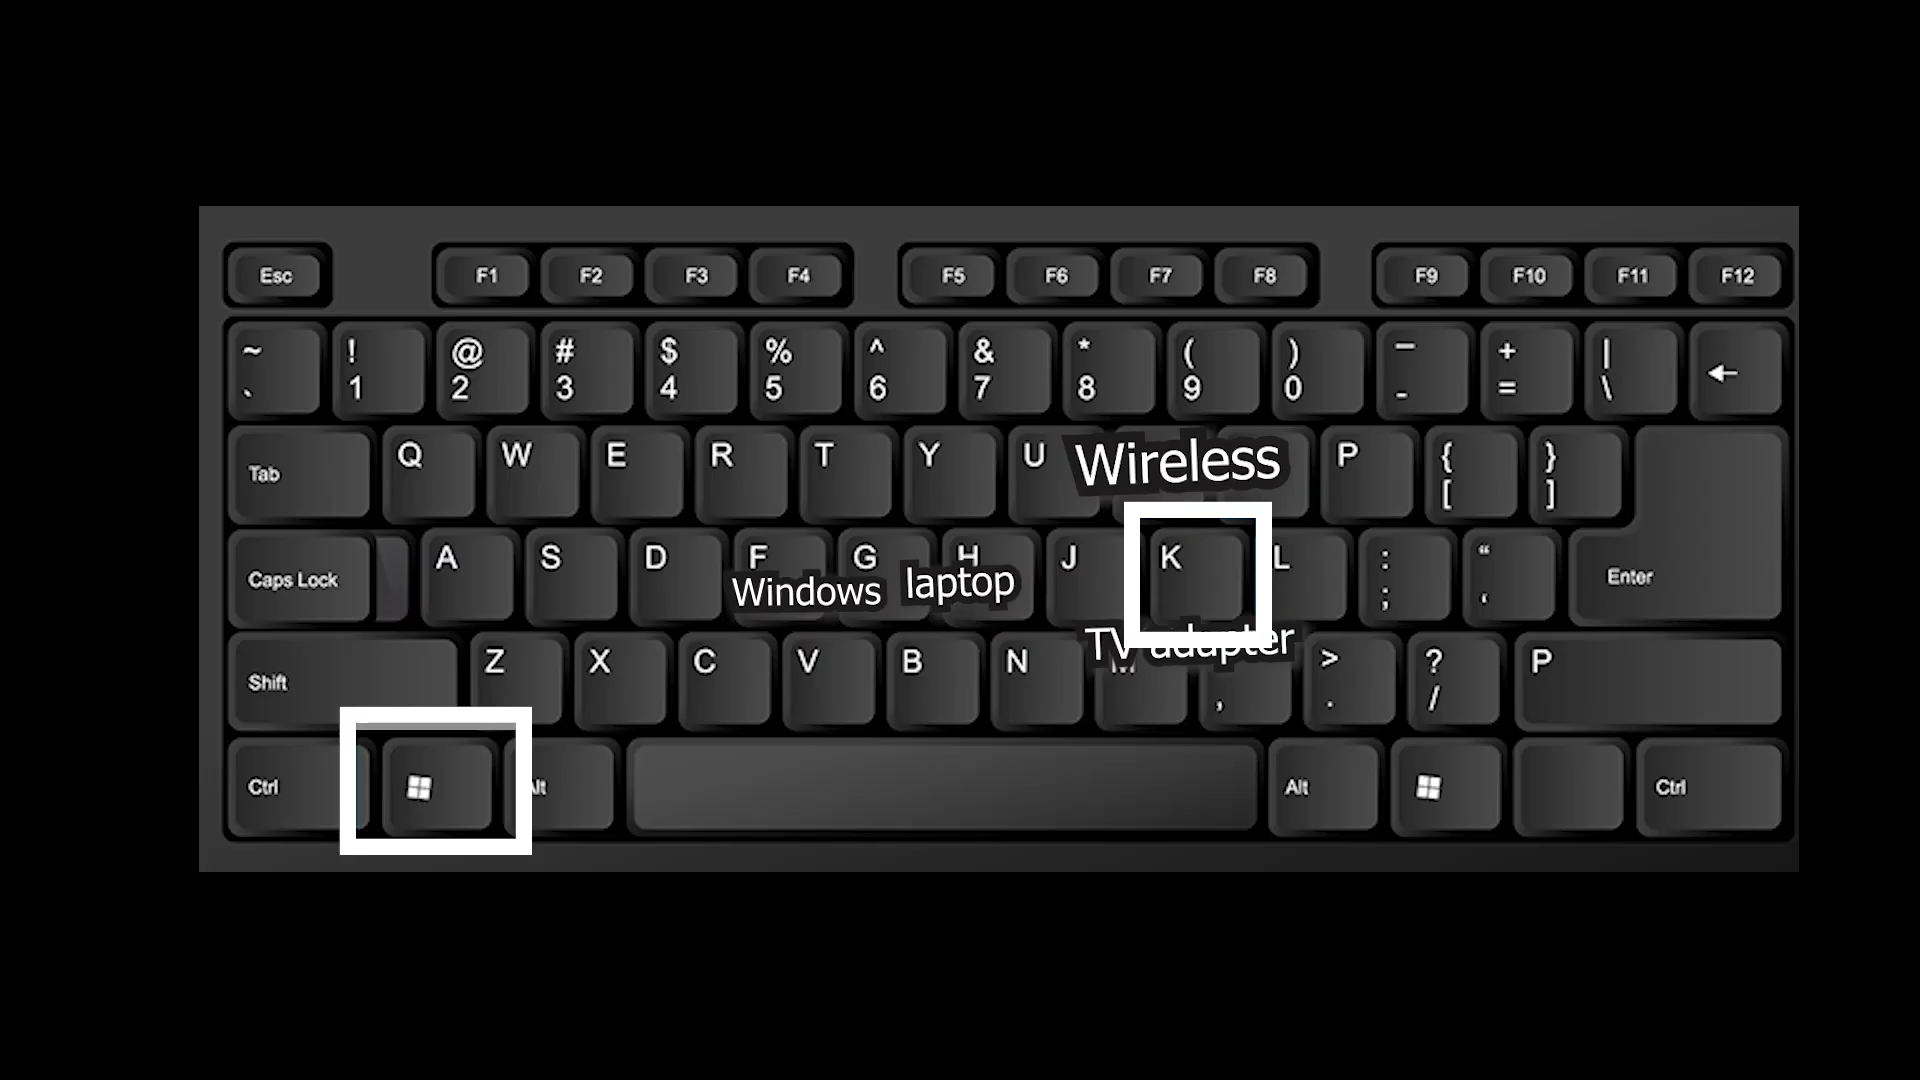 Esc F1 F2 F3 F4 F5 F6 F7 F8 F9 F10 F11 F12
~ ! @ # $ % ^ & * ( ) — + |
` 1 2 3 4 5 6 7 8 9 0 - = \ ←
Tab Q W E R T Y U P { }
[ ]
Wireless
Caps Lock A S D F G H J K L : “ Enter
; ‘
Windows laptop
TV adapter
Shift Z X C V B N M > ? P
, . /
Ctrl Alt Alt Ctrl